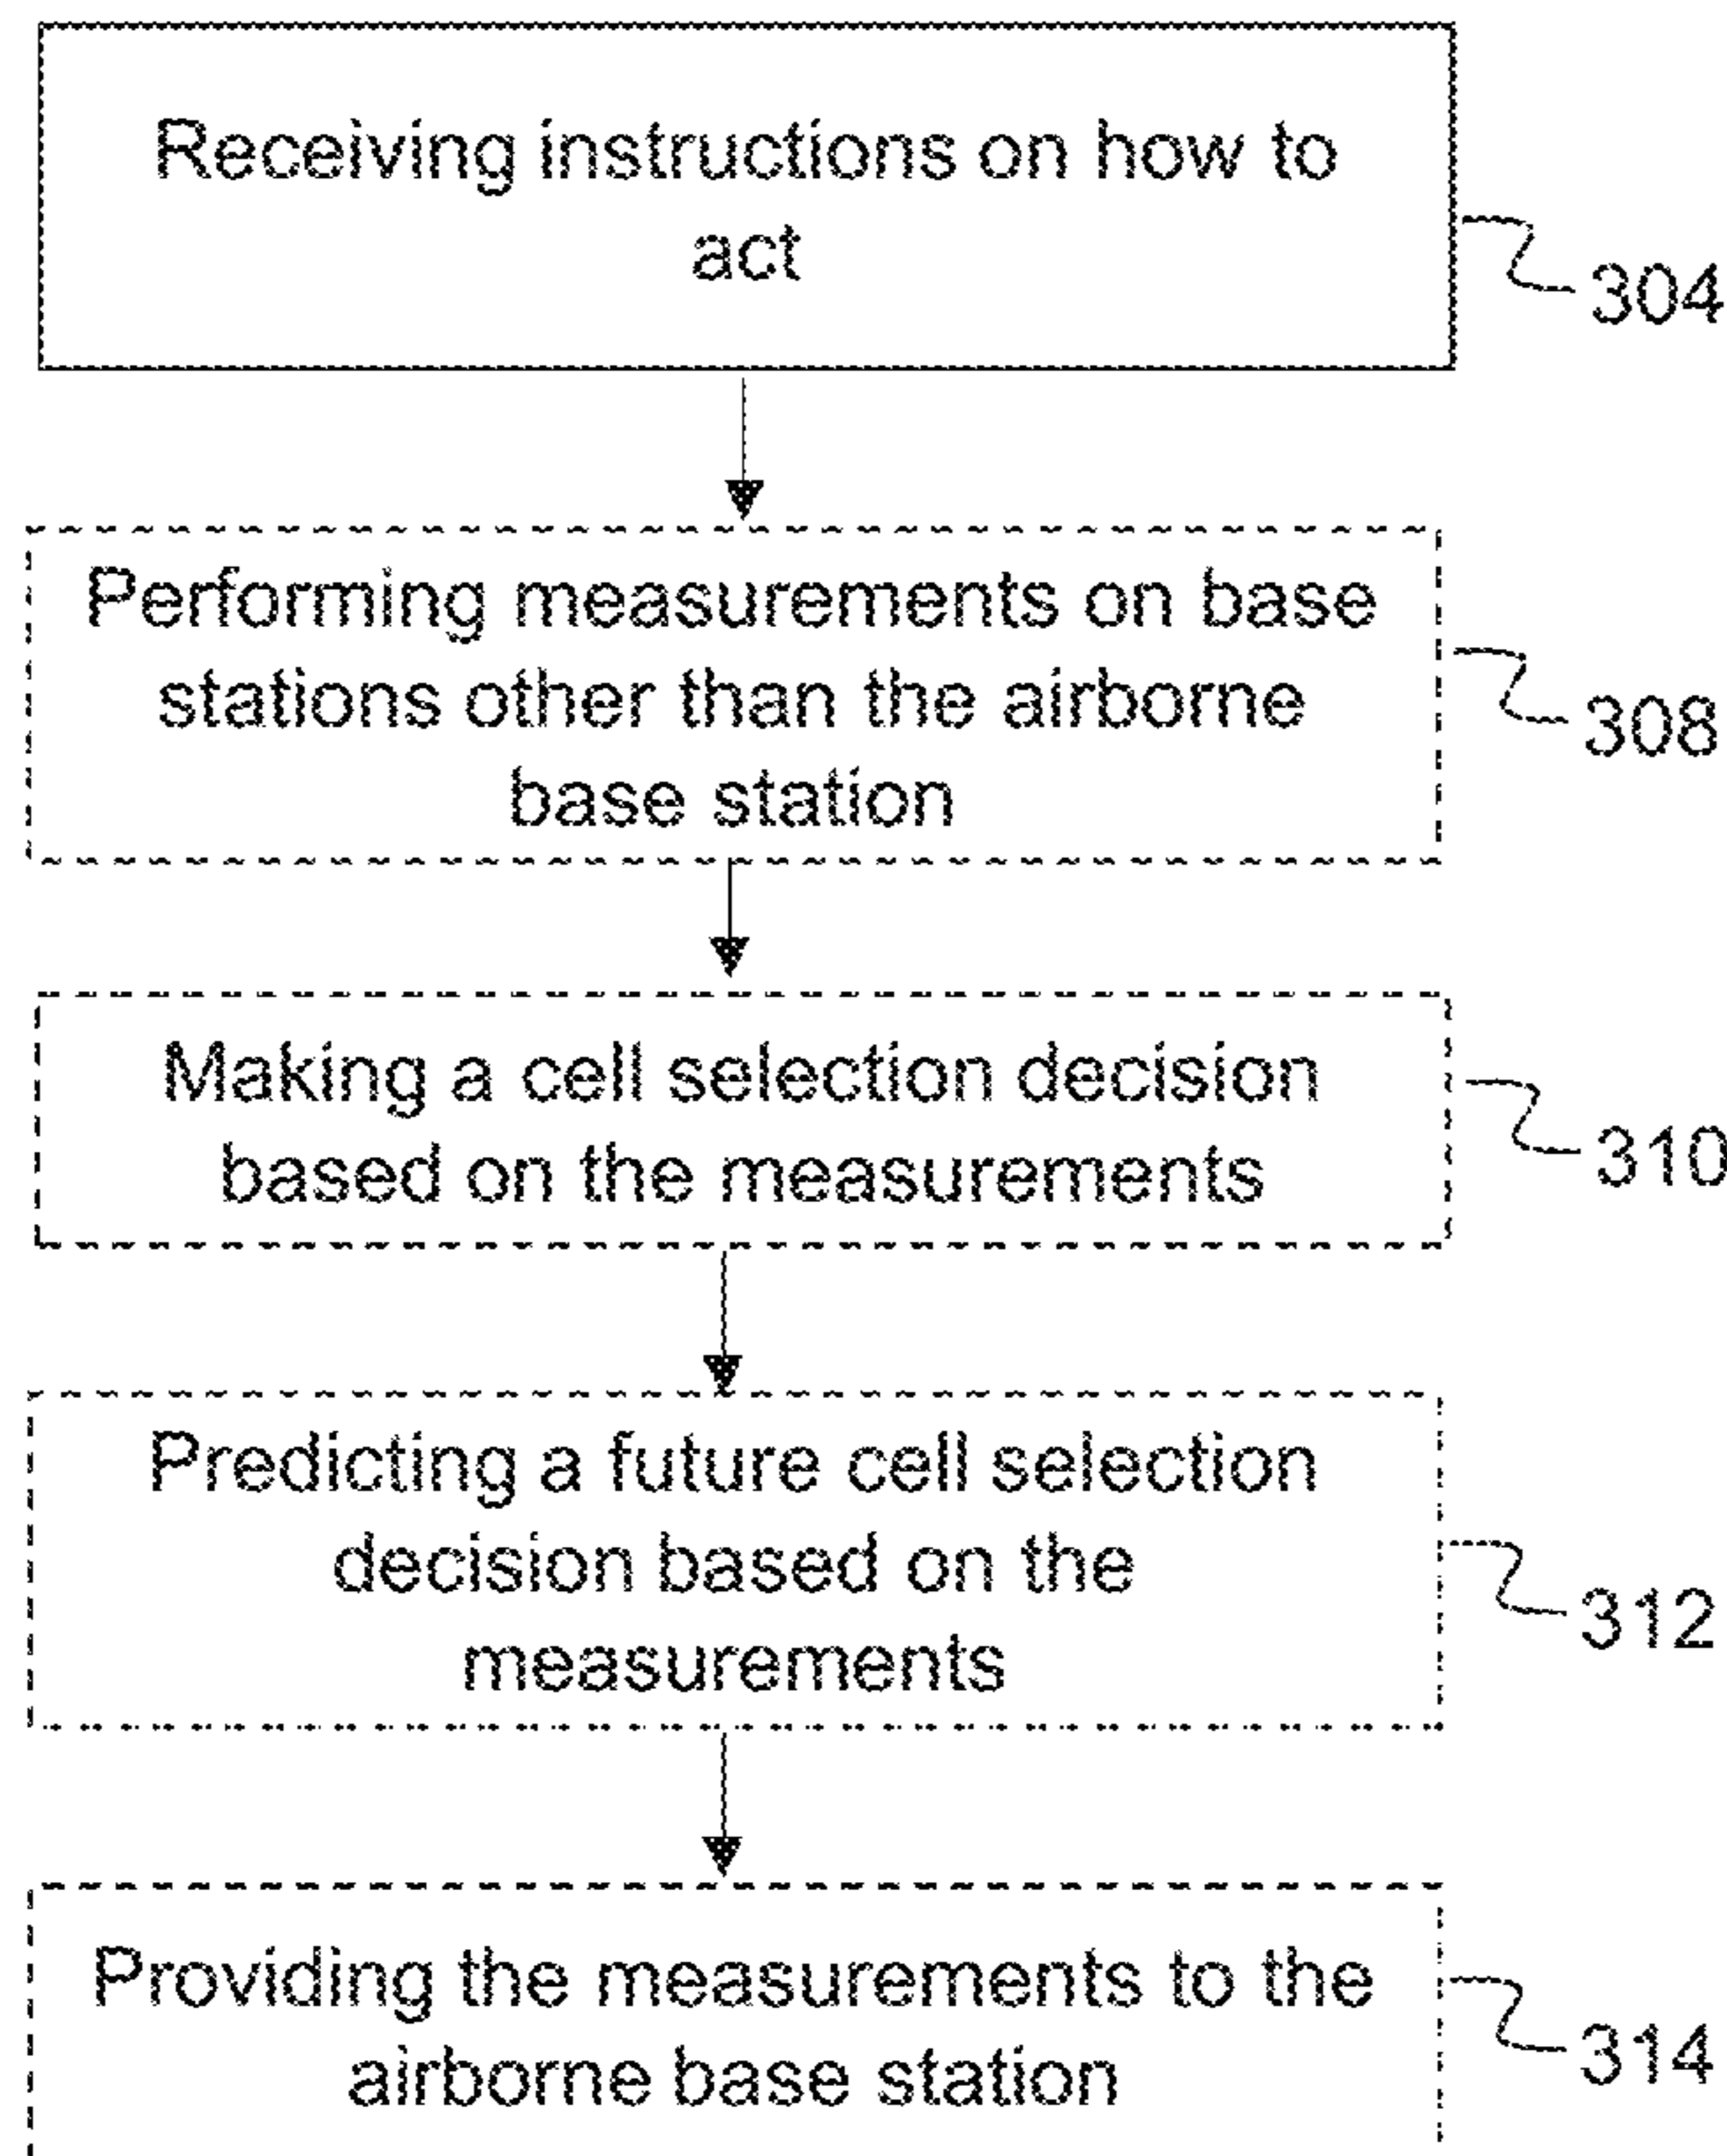 Receiving instructions on how to
act
304
Performing measurements on base
stations other than the airborne
base station
308
Making a cell selection decision
based on the measurements
310
Predicting a future cell selection
decision based on the
measurements
312
Providing the measurements to the
airborne base station
314